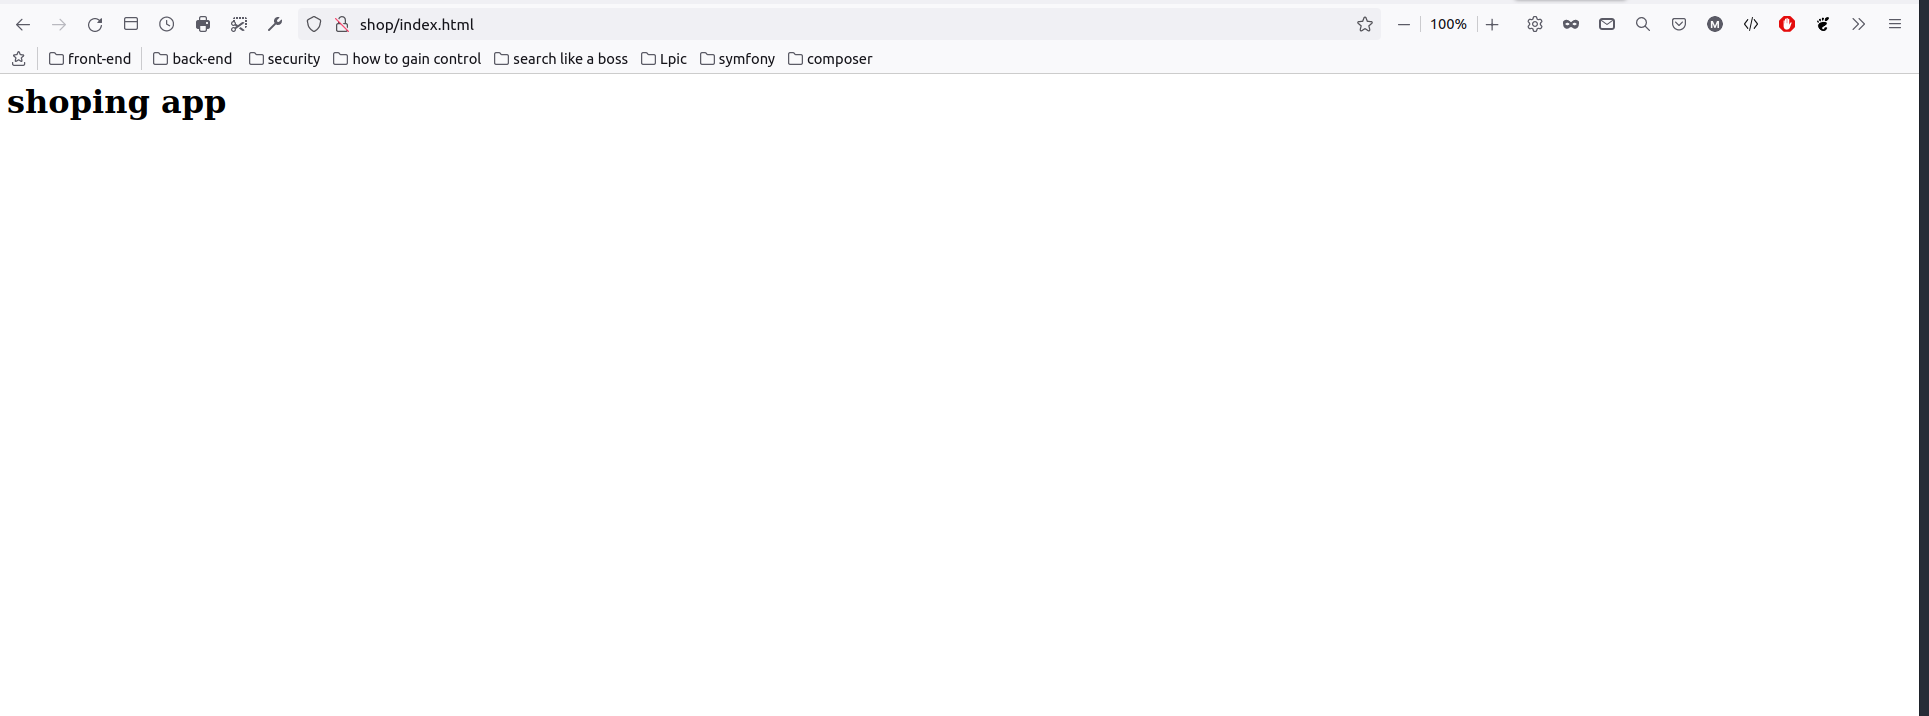 shop/index.html
100%
M
front-end back-end security how to gain control search like a boss Lpic symfony composer
shoping app